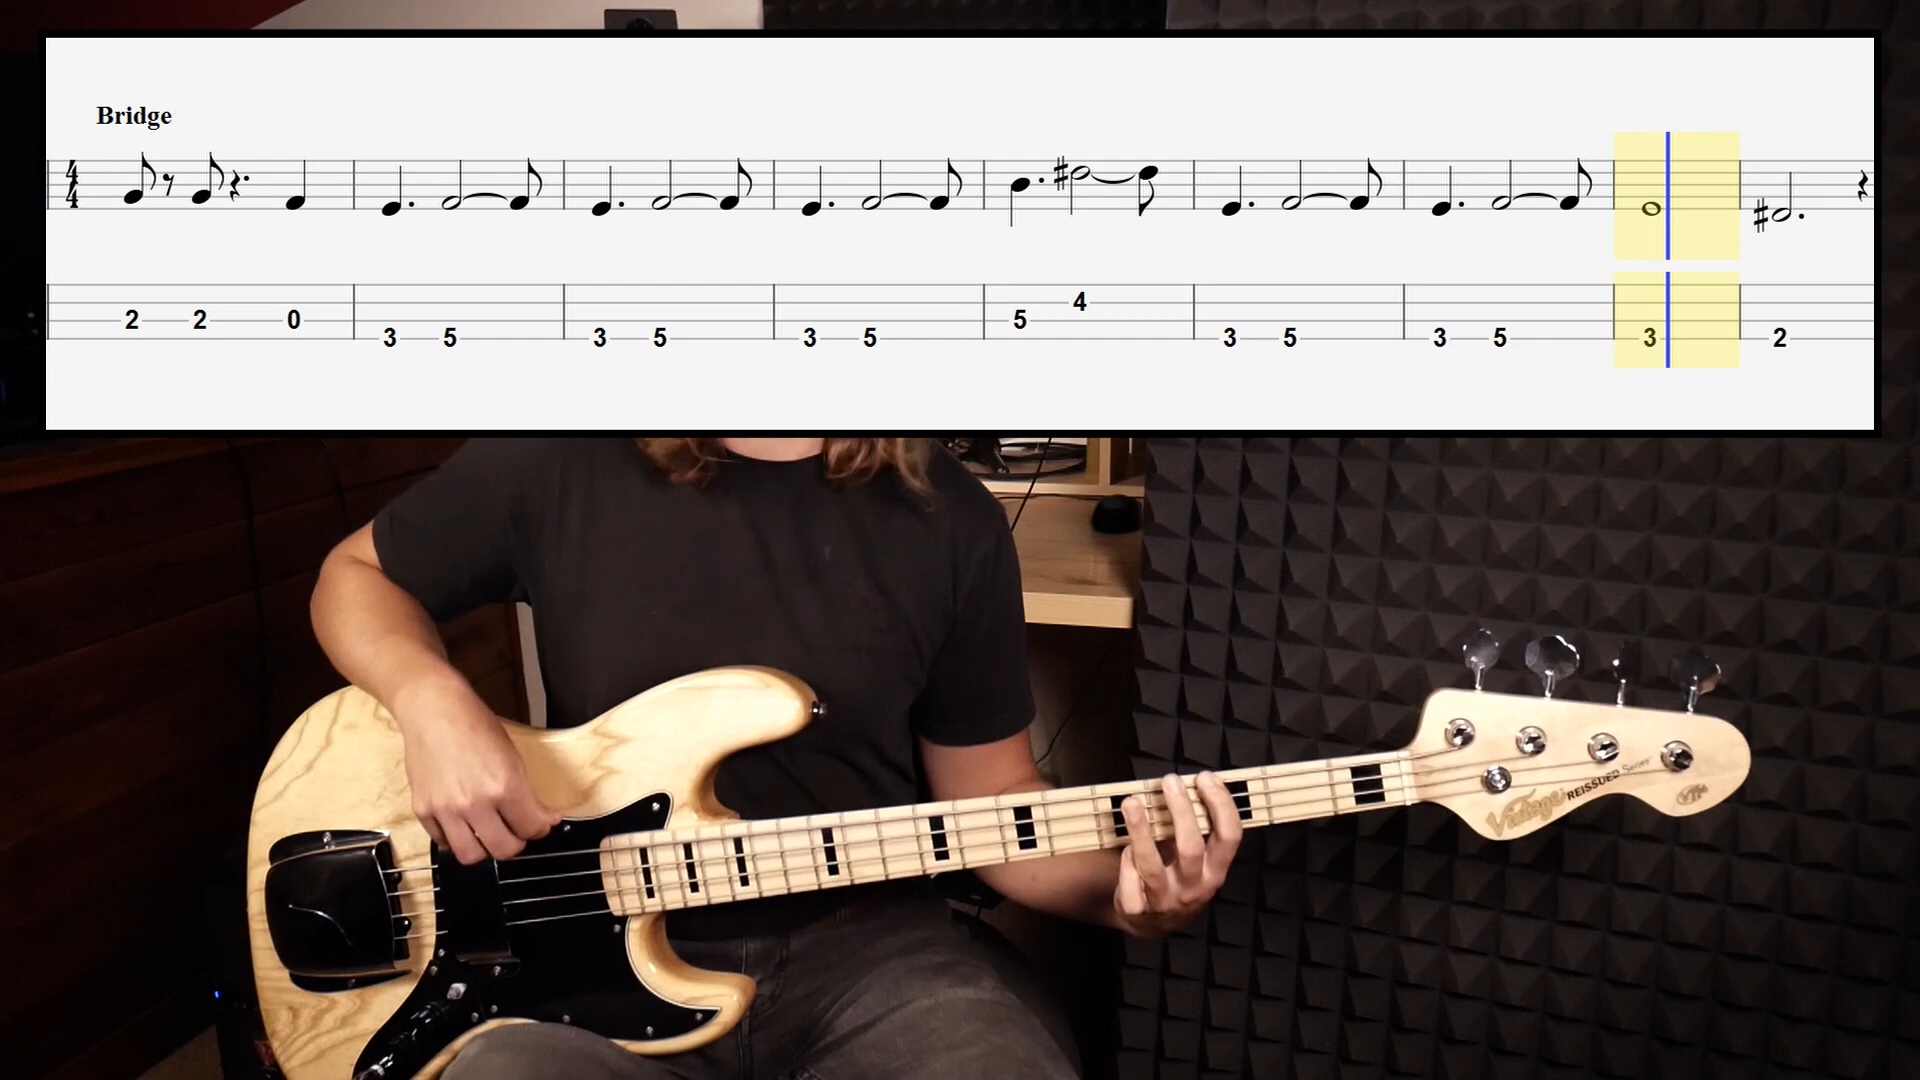 Bridge
4
4
2 2 0 3 5 3 5 3 5 5 4 3 5 3 5 3 2
Vintage REISSUED Series